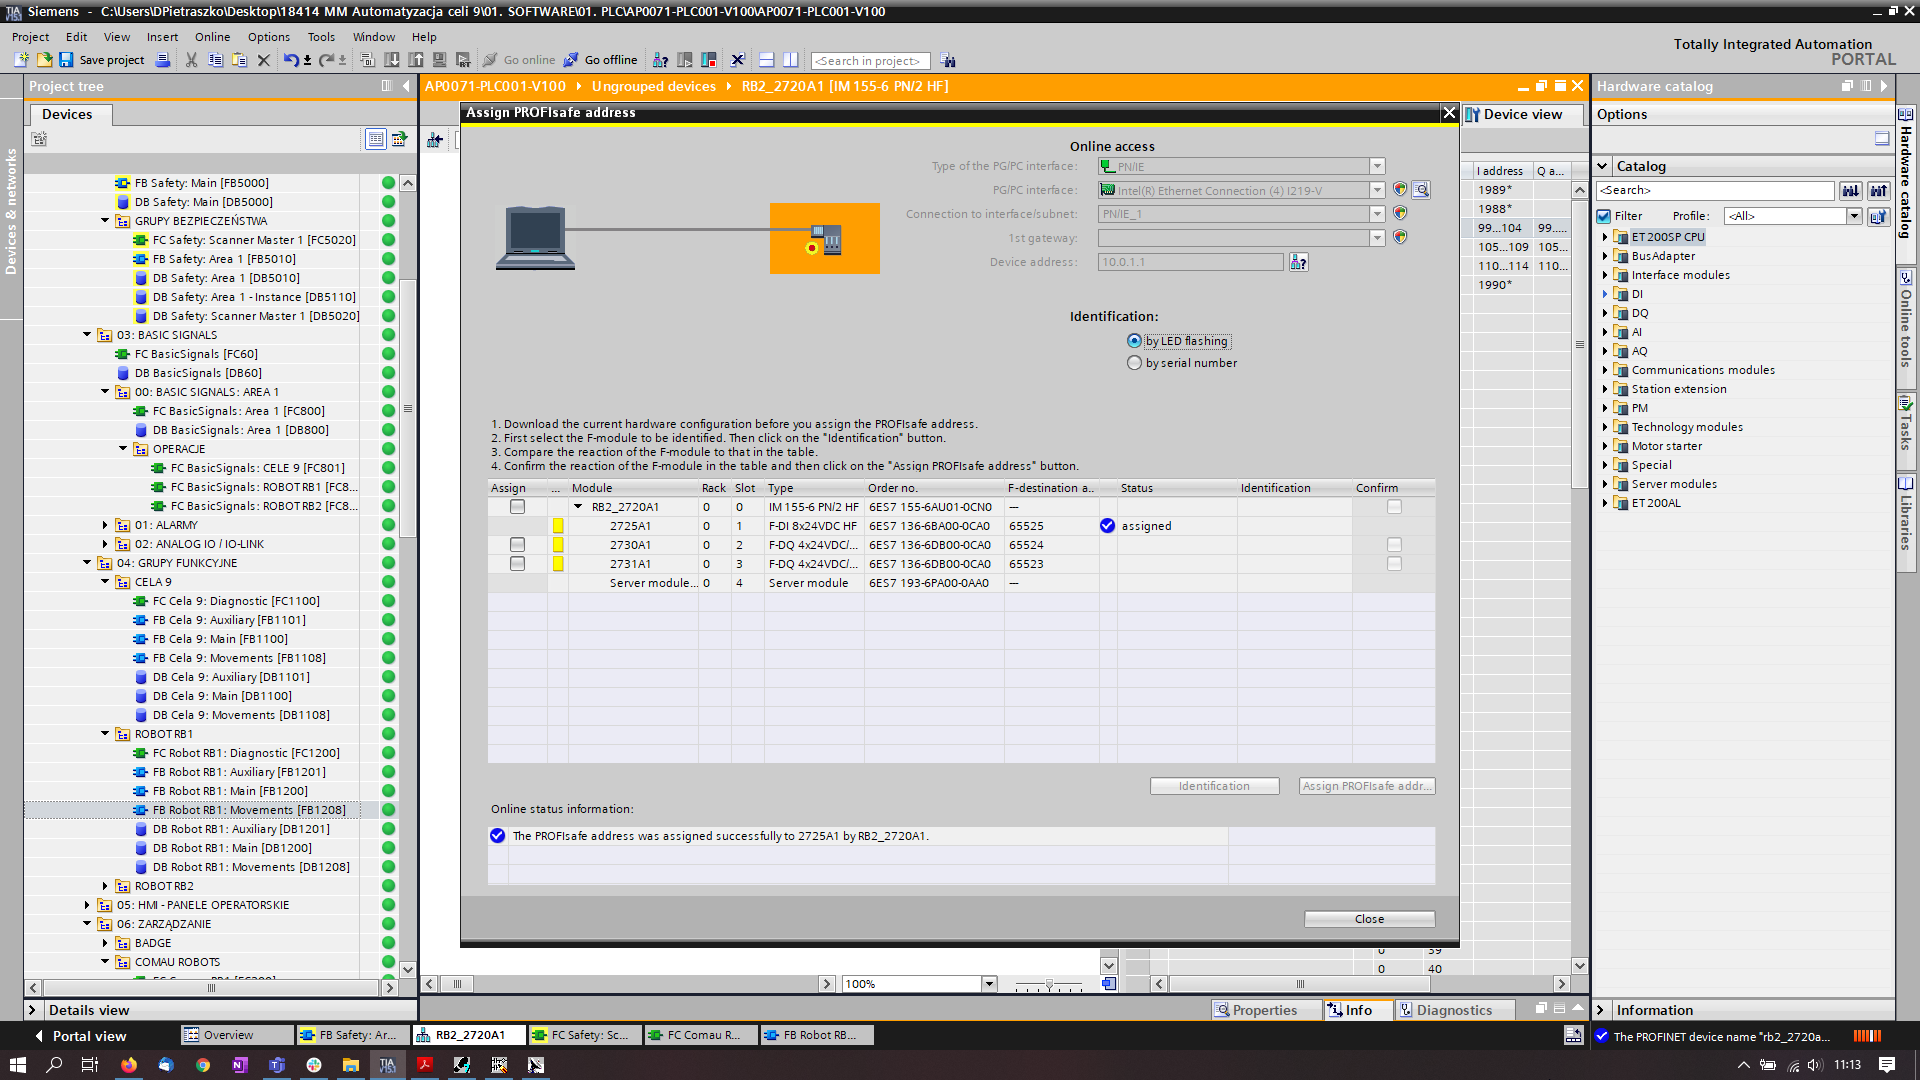 Siemens - C:\Users\DPietraszko\Desktop\18414 MM Automatyzacja celi 9\01. SOFTWARE\01. PLC\AP0071-PLC001-V100\AP0071-PLC001-V100
Project Edit View Insert Online Options Tools Window Help
Totally Integrated Automation
PORTAL
Save project
Go online
Go offline
<Search in project>
Project tree
AP0071-PLC001-V100 Ungrouped devices RB2_2720A1 [IM 155-6 PN/2 HF]
Hardware catalog
Devices
Devices & networks
FB Safety: Main [FB5000]
DB Safety: Main [DB5000]
GRUPY BEZPIECZEŃSTWA
FC Safety: Scanner Master 1 [FC5020]
FB Safety: Area 1 [FB5010]
DB Safety: Area 1 [DB5010]
DB Safety: Area 1 - Instance [DB5110]
DB Safety: Scanner Master 1 [DB5020]
03: BASIC SIGNALS
FC BasicSignals [FC60]
DB BasicSignals [DB60]
00: BASIC SIGNALS: AREA 1
FC BasicSignals: Area 1 [FC800]
DB BasicSignals: Area 1 [DB800]
OPERACJE
FC BasicSignals: CELE 9 [FC801]
FC BasicSignals: ROBOT RB1 [FC8...
FC BasicSignals: ROBOT RB2 [FC8...
01: ALARMY
02: ANALOG IO / IO-LINK
04: GRUPY FUNKCYJNE
CELA 9
FC Cela 9: Diagnostic [FC1100]
FB Cela 9: Auxiliary [FB1101]
FB Cela 9: Main [FB1100]
FB Cela 9: Movements [FB1108]
DB Cela 9: Auxiliary [DB1101]
DB Cela 9: Main [DB1100]
DB Cela 9: Movements [DB1108]
ROBOT RB1
FC Robot RB1: Diagnostic [FC1200]
FB Robot RB1: Auxiliary [FB1201]
FB Robot RB1: Main [FB1200]
FB Robot RB1: Movements [FB1208]
DB Robot RB1: Auxiliary [DB1201]
DB Robot RB1: Main [DB1200]
DB Robot RB1: Movements [DB1208]
ROBOT RB2
05: HMI - PANELE OPERATORSKIE
06: ZARZĄDZANIE
BADGE
COMAU ROBOTS
Details view
Assign PROFIsafe address
Online access
Type of the PG/PC interface: PN/IE
PG/PC interface: Intel(R) Ethernet Connection (4) I219-V
Connection to interface/subnet: PN/IE_1
1st gateway:
Device address: 10.0.1.1
Identification:
by LED flashing
by serial number
1. Download the current hardware configuration before you assign the PROFIsafe address.
2. First select the F-module to be identified. Then click on the "Identification" button.
3. Compare the reaction of the F-module to that in the table.
4. Confirm the reaction of the F-module in the table and then click on the "Assign PROFIsafe address" button.
Assign ... Module Rack Slot Type Order no. F-destination a.. Status Identification Confirm
RB2_2720A1 0 0 IM 155-6 PN/2 HF 6ES7 155-6AU01-0CN0 ---
2725A1 0 1 F-DI 8x24VDC HF 6ES7 136-6BA00-0CA0 65525 assigned
2730A1 0 2 F-DQ 4x24VDC/... 6ES7 136-6DB00-0CA0 65524
2731A1 0 3 F-DQ 4x24VDC/... 6ES7 136-6DB00-0CA0 65523
Server module... 0 4 Server module 6ES7 193-6PA00-0AA0 ---
Identification
Assign PROFIsafe addr...
Online status information:
The PROFIsafe address was assigned successfully to 2725A1 by RB2_2720A1.
Close
Device view
I address Q a...
1989*
1988*
99...104 99.....
105...109 105...
110...114 110...
1990*
0 40
100%
Properties Info Diagnostics
Options
Catalog
<Search>
Filter Profile: <All>
ET 200SP CPU
BusAdapter
Interface modules
DI
DQ
AI
AQ
Communications modules
Station extension
PM
Technology modules
Motor starter
Special
Server modules
ET 200AL
Information
Hardware catalog
Online tools
Tasks
Libraries
Portal view
Overview
FB Safety: Ar...
RB2_2720A1
FC Safety: Sc...
FC Comau R...
FB Robot RB...
The PROFINET device name "rb2_2720a...
11:13